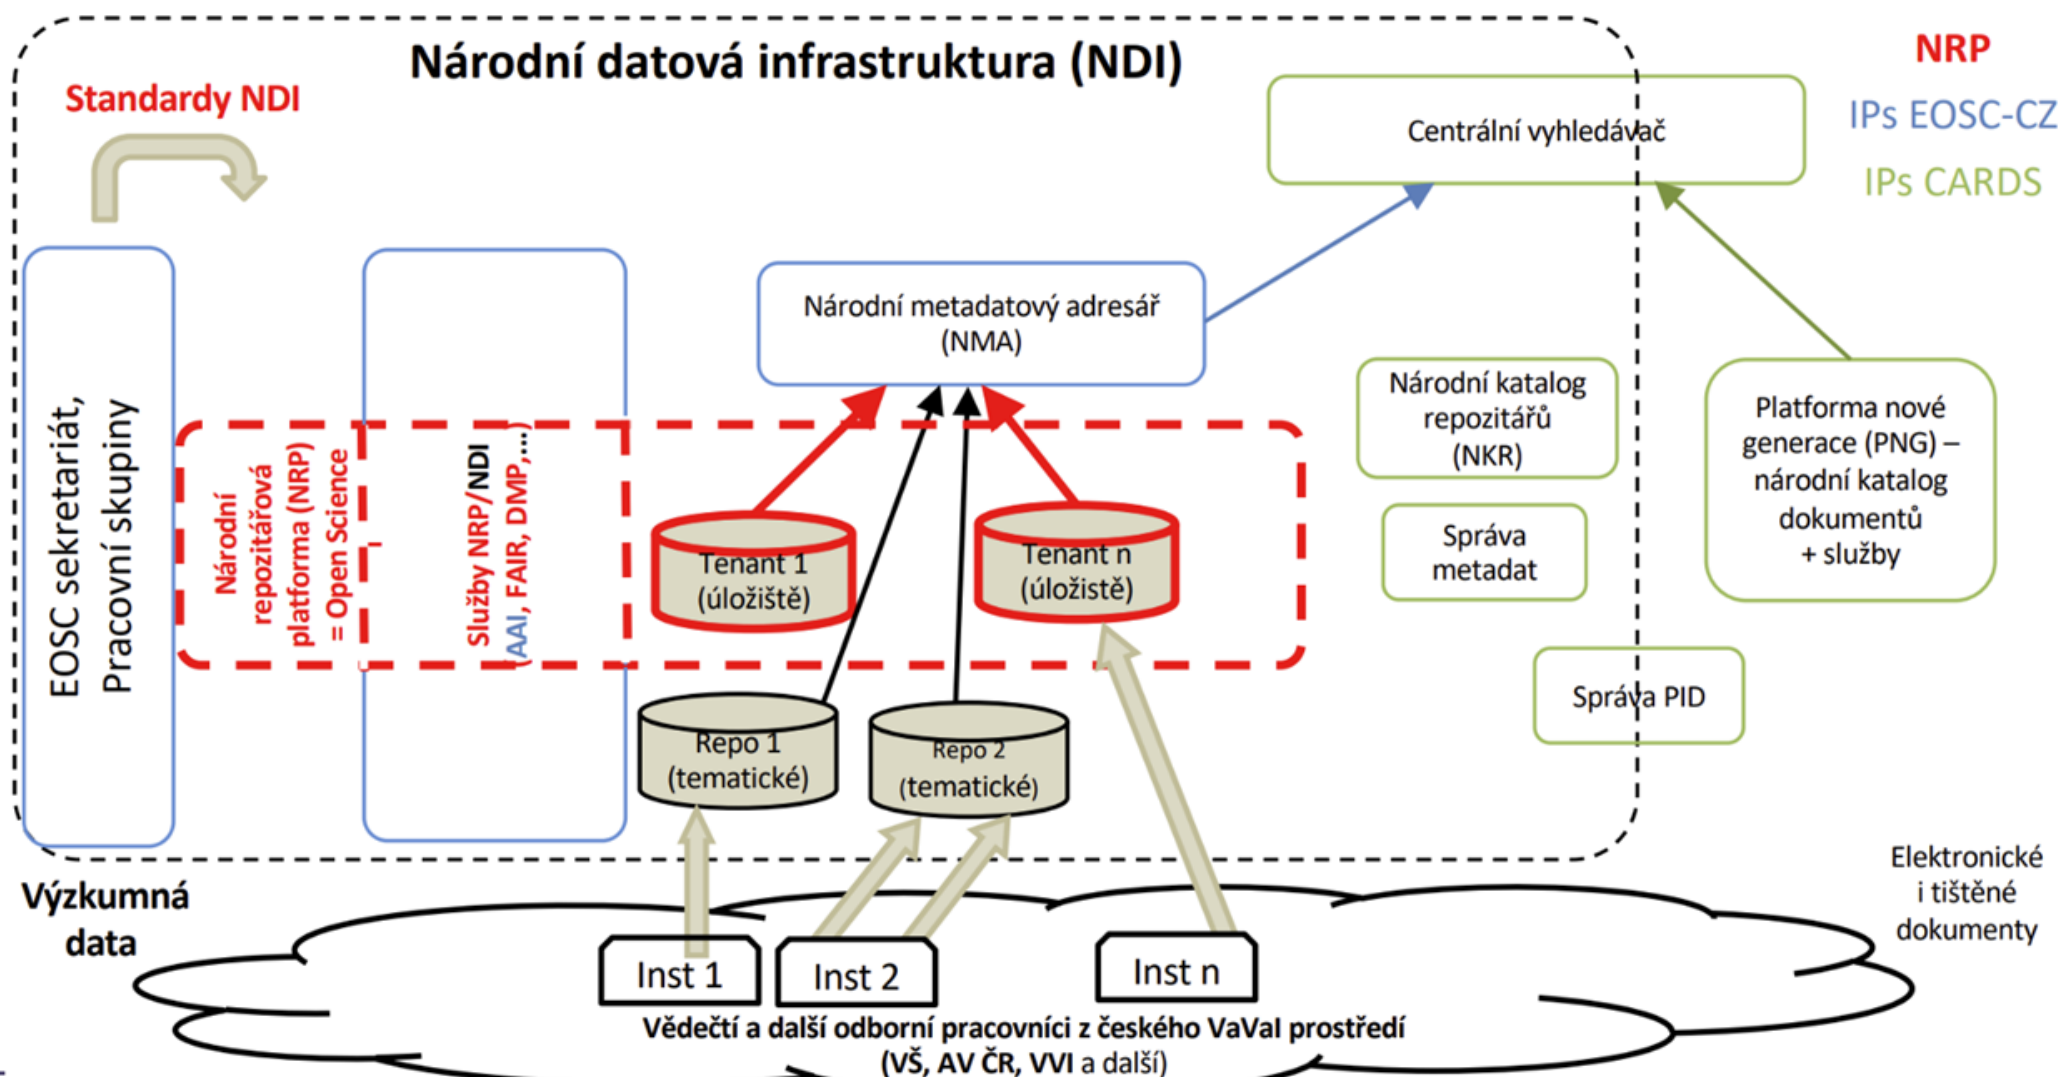 Národní datová infrastruktura (NDI)
NRP
IPs EOSC-CZ
IPs CARDS
Standardy NDI
Centrální vyhledávač
Národní metadatový adresář
(NMA)
EOSC sekretariát,
Pracovní skupiny
Národní
repozitářová
platforma (NRP)
= Open Science
Služby NRP/NDI
(AAI, FAIR, DMP,....)
Tenant 1
(úložiště)
Tenant n
(úložistě)
Národní katalog
repozitářů
(NKR)
Správa
metadat
Platforma nové
generace (PNG) –
národní katalog
dokumentů
+ služby
Správa PID
Repo 1
(tematické)
Repo 2
(tematické)
Výzkumná
data
Elektronické
i tištěné
dokumenty
Inst 1
Inst 2
Inst n
Vědečtí a další odborní pracovníci z českého VaVaI prostředí
(VŠ, AV ČR, VVI a další)